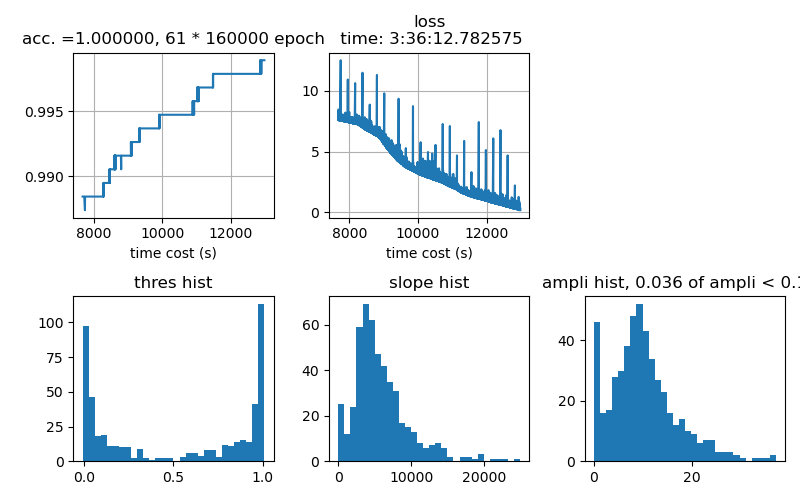 loss
acc. =1.000000, 61 * 160000 epoch time: 3:36:12.782575
0.995
0.990
8000 10000 12000
time cost (s)
10
5
0
8000 10000 12000
time cost (s)
thres hist
100
75
50
25
0
0.0 0.5 1.0
slope hist
60
40
20
0
0 10000 20000
ampli hist, 0.036 of ampli < 0.1
40
20
0
0 20